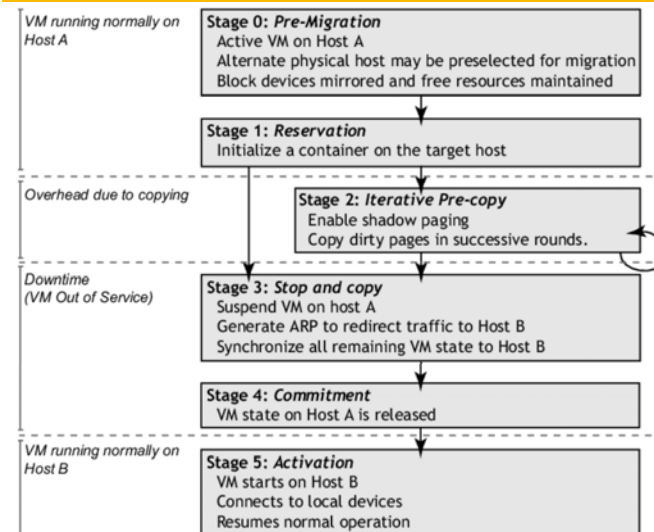 VM running normally on
Host A
Stage 0: Pre-Migration
Active VM on Host A
Alternate physical host may be preselected for migration
Block devices mirrored and free resources maintained
Stage 1: Reservation
Initialize a container on the target host
Overhead due to copying
Stage 2: Iterative Pre-copy
Enable shadow paging
Copy dirty pages in successive rounds.
Downtime
(VM Out of Service)
Stage 3: Stop and copy
Suspend VM on host A
Generate ARP to redirect traffic to Host B
Synchronize all remaining VM state to Host B
Stage 4: Commitment
VM state on Host A is released
VM running normally on
Host B
Stage 5: Activation
VM starts on Host B
Connects to local devices
Resumes normal operation